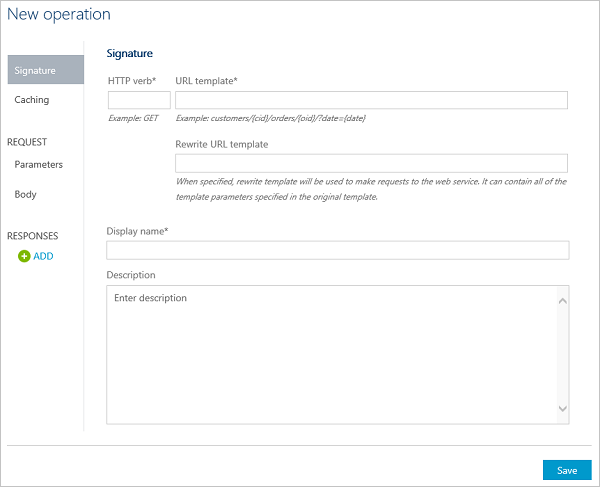 New operation
Signature
Caching
REQUEST
Parameters
Body
RESPONSES
ADD
Signature
HTTP verb* URL template*
Example: GET Example: customers/{cid}/orders/{oid}/?date={date}
Rewrite URL template
When specified, rewrite template will be used to make requests to the web service. It can contain all of the
template parameters specified in the original template.
Display name*
Description
Enter description
Save